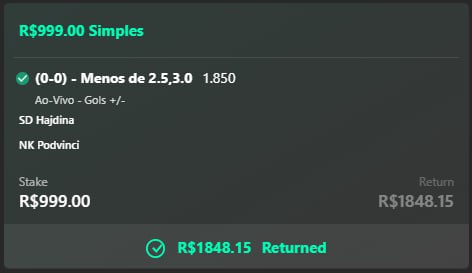 R$999.00 Simples
(0-0) - Menos de 2.5,3.0 1.850
Ao-Vivo - Gols +/-
SD Hajdina
NK Podvinci
Stake Return
R$999.00 R$1848.15
R$1848.15 Returned